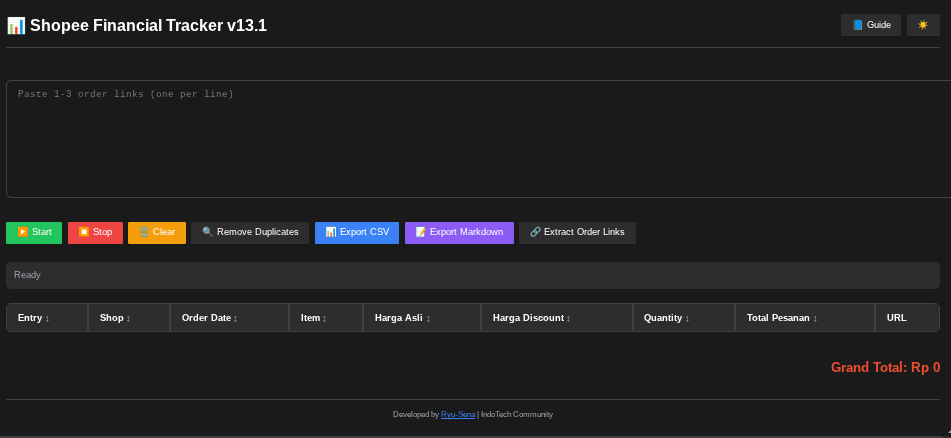 📊 Shopee Financial Tracker v13.1
📘 Guide
☀️
Paste 1-3 order links (one per line)
▶️ Start
⏹️ Stop
🗑️ Clear
🔍 Remove Duplicates
📊 Export CSV
📝 Export Markdown
🔗 Extract Order Links
Ready
Entry ↕ Shop ↕ Order Date ↕ Item ↕ Harga Asli ↕ Harga Discount ↕ Quantity ↕ Total Pesanan ↕ URL
Grand Total: Rp 0
Developed by Ryu-Sena | IndoTech Community